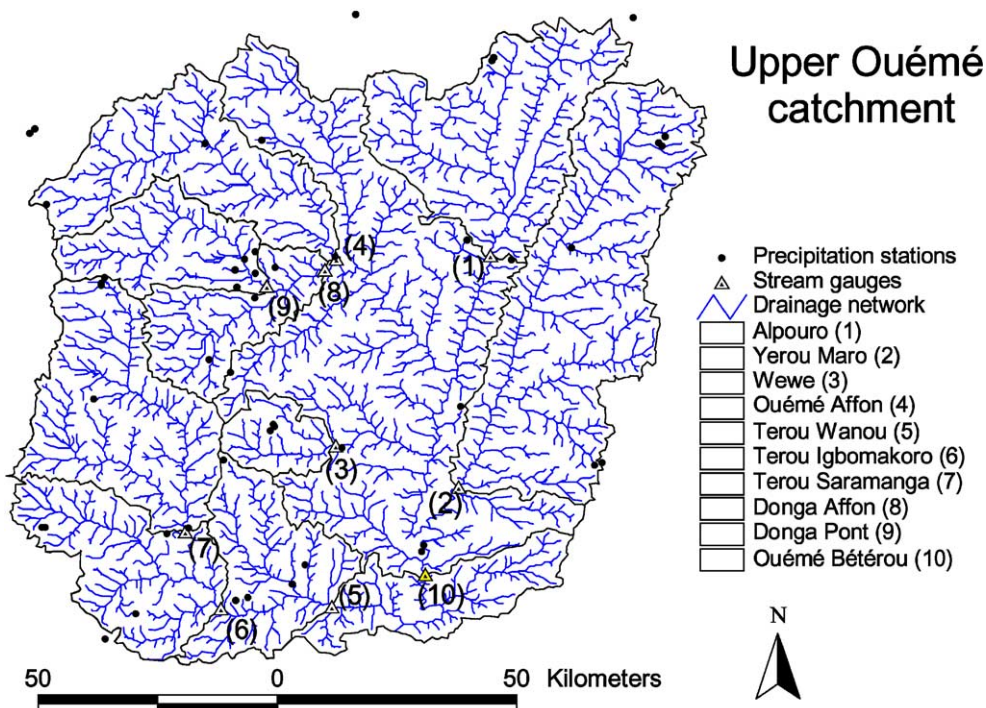 Upper Ouémé
catchment
(4)
(1)
(8)
(9)
(3)
(2)
(7)
(5)
(10)
(6)
Precipitation stations
Stream gauges
Drainage network
Alpouro (1)
Yerou Maro (2)
Wewe (3)
Ouémé Affon (4)
Terou Wanou (5)
Terou Igbomakoro (6)
Terou Saramanga (7)
Donga Affon (8)
Donga Pont (9)
Ouémé Bétérou (10)
N
50 0 50 Kilometers